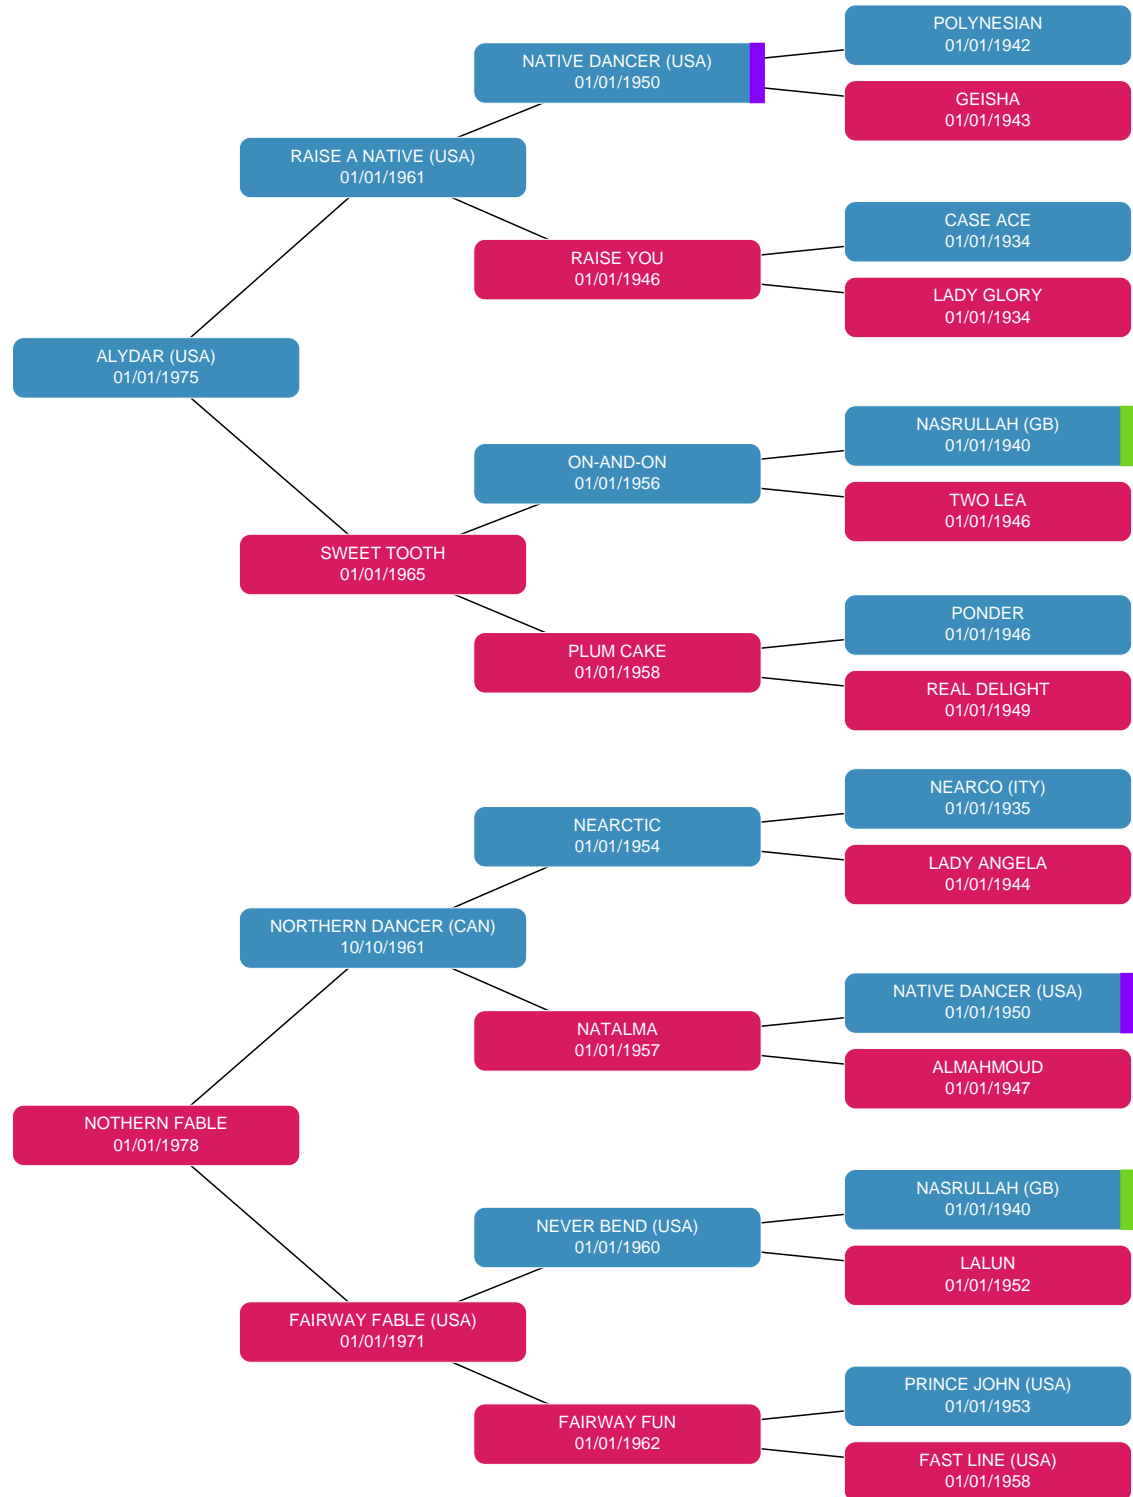 POLYNESIAN
01/01/1942
NATIVE DANCER (USA)
01/01/1950
GEISHA
01/01/1943
RAISE A NATIVE (USA)
01/01/1961
CASE ACE
01/01/1934
RAISE YOU
01/01/1946
LADY GLORY
01/01/1934
ALYDAR (USA)
01/01/1975
NASRULLAH (GB)
01/01/1940
ON-AND-ON
01/01/1956
TWO LEA
01/01/1946
SWEET TOOTH
01/01/1965
PONDER
01/01/1946
PLUM CAKE
01/01/1958
REAL DELIGHT
01/01/1949
NEARCO (ITY)
01/01/1935
NEARCTIC
01/01/1954
LADY ANGELA
01/01/1944
NORTHERN DANCER (CAN)
10/10/1961
NATIVE DANCER (USA)
01/01/1950
NATALMA
01/01/1957
ALMAHMOUD
01/01/1947
NOTHERN FABLE
01/01/1978
NASRULLAH (GB)
01/01/1940
NEVER BEND (USA)
01/01/1960
LALUN
01/01/1952
FAIRWAY FABLE (USA)
01/01/1971
PRINCE JOHN (USA)
01/01/1953
FAIRWAY FUN
01/01/1962
FAST LINE (USA)
01/01/1958